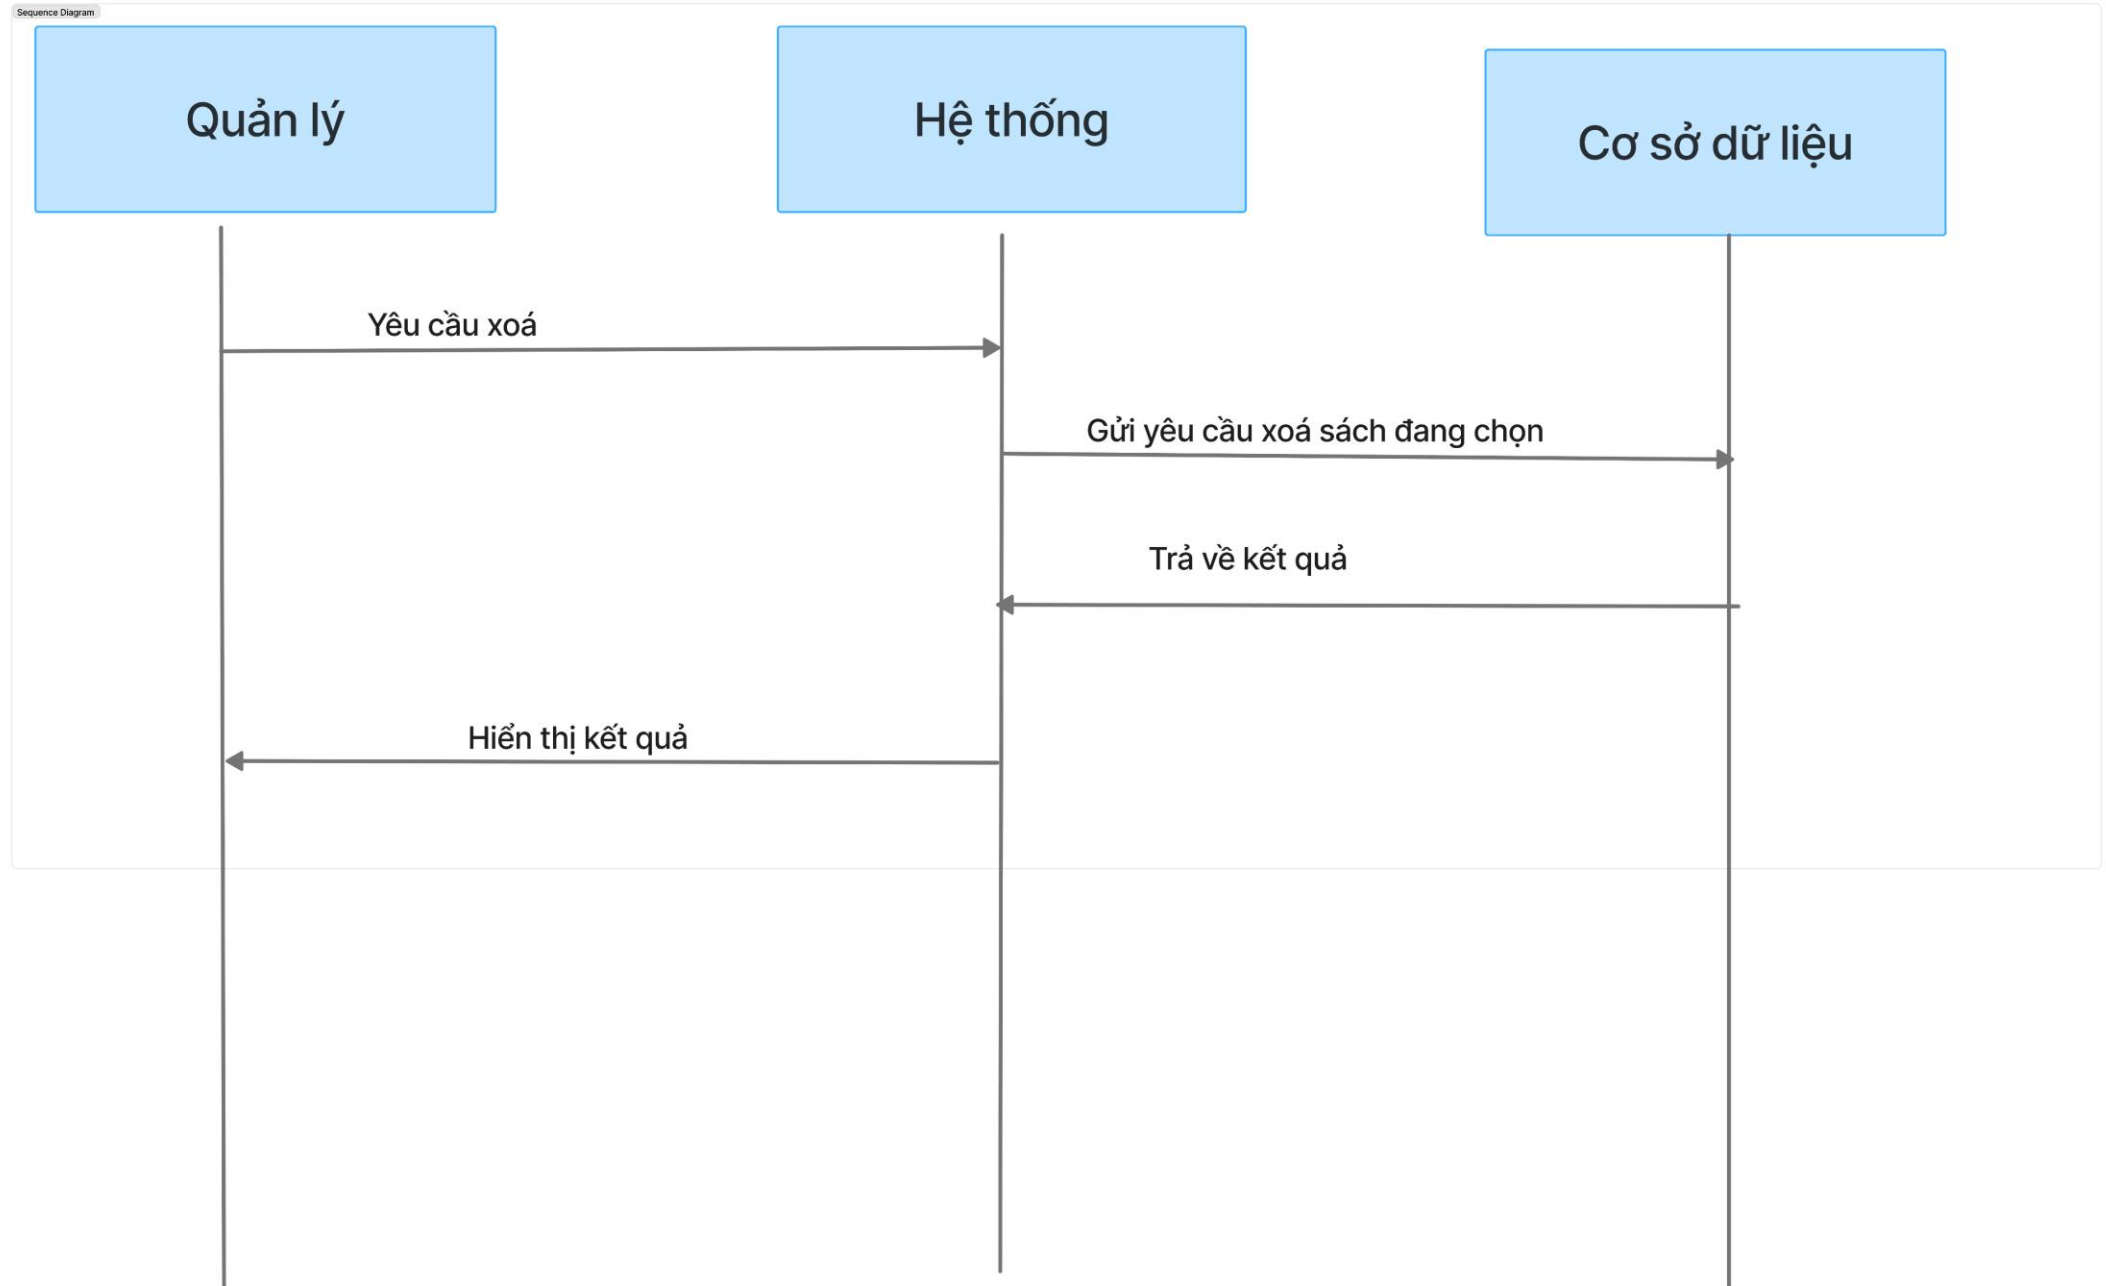 Sequence Diagram
Quản lý
Hệ thống
Cơ sở dữ liệu
Yêu cầu xoá
Gửi yêu cầu xoá sách đang chọn
Trả về kết quả
Hiển thị kết quả